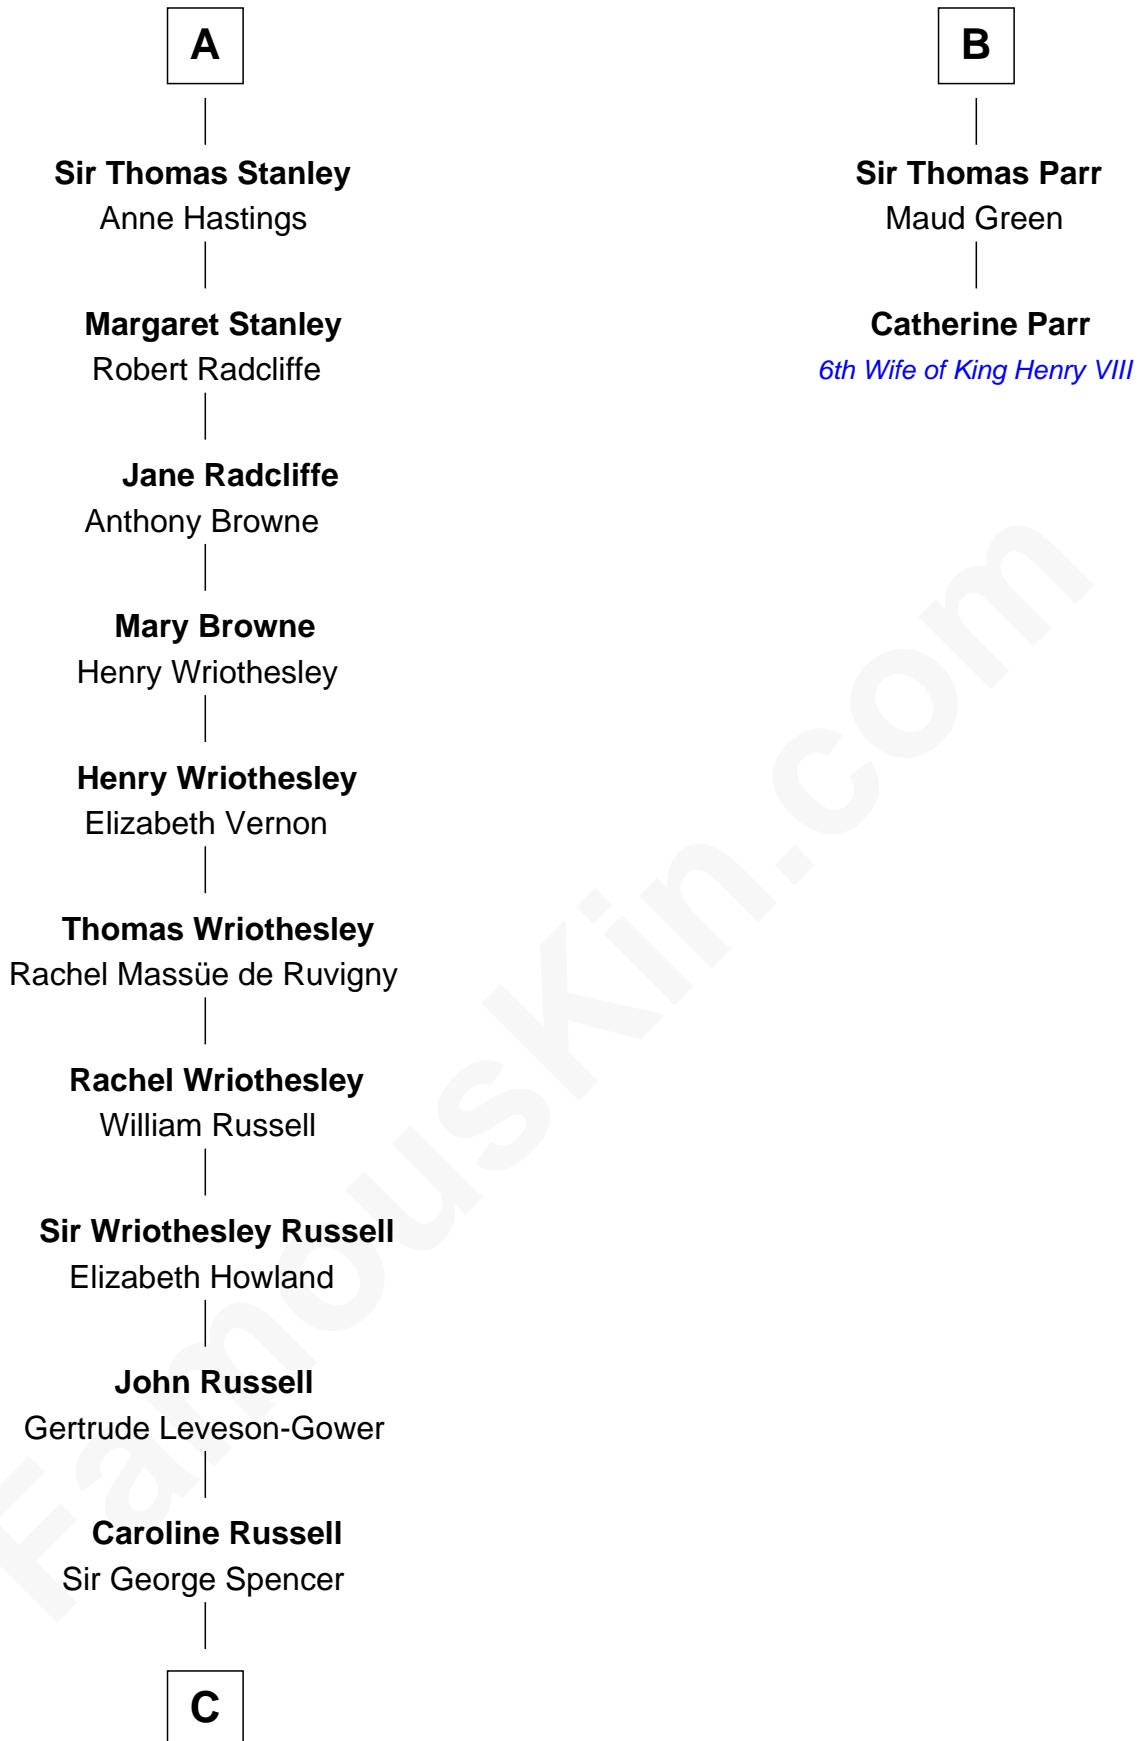 A
Sir Thomas Stanley
Anne Hastings
Margaret Stanley
Robert Radcliffe
Jane Radcliffe
Anthony Browne
Mary Browne
Henry Wriothesley
Henry Wriothesley
Elizabeth Vernon
Thomas Wriothesley
Rachel Massüe de Ruvigny
Rachel Wriothesley
William Russell
Sir Wriothesley Russell
Elizabeth Howland
John Russell
Gertrude Leveson-Gower
Caroline Russell
Sir George Spencer
C
B
Sir Thomas Parr
Maud Green
Catherine Parr
6th Wife of King Henry VIII
FamousKin.com